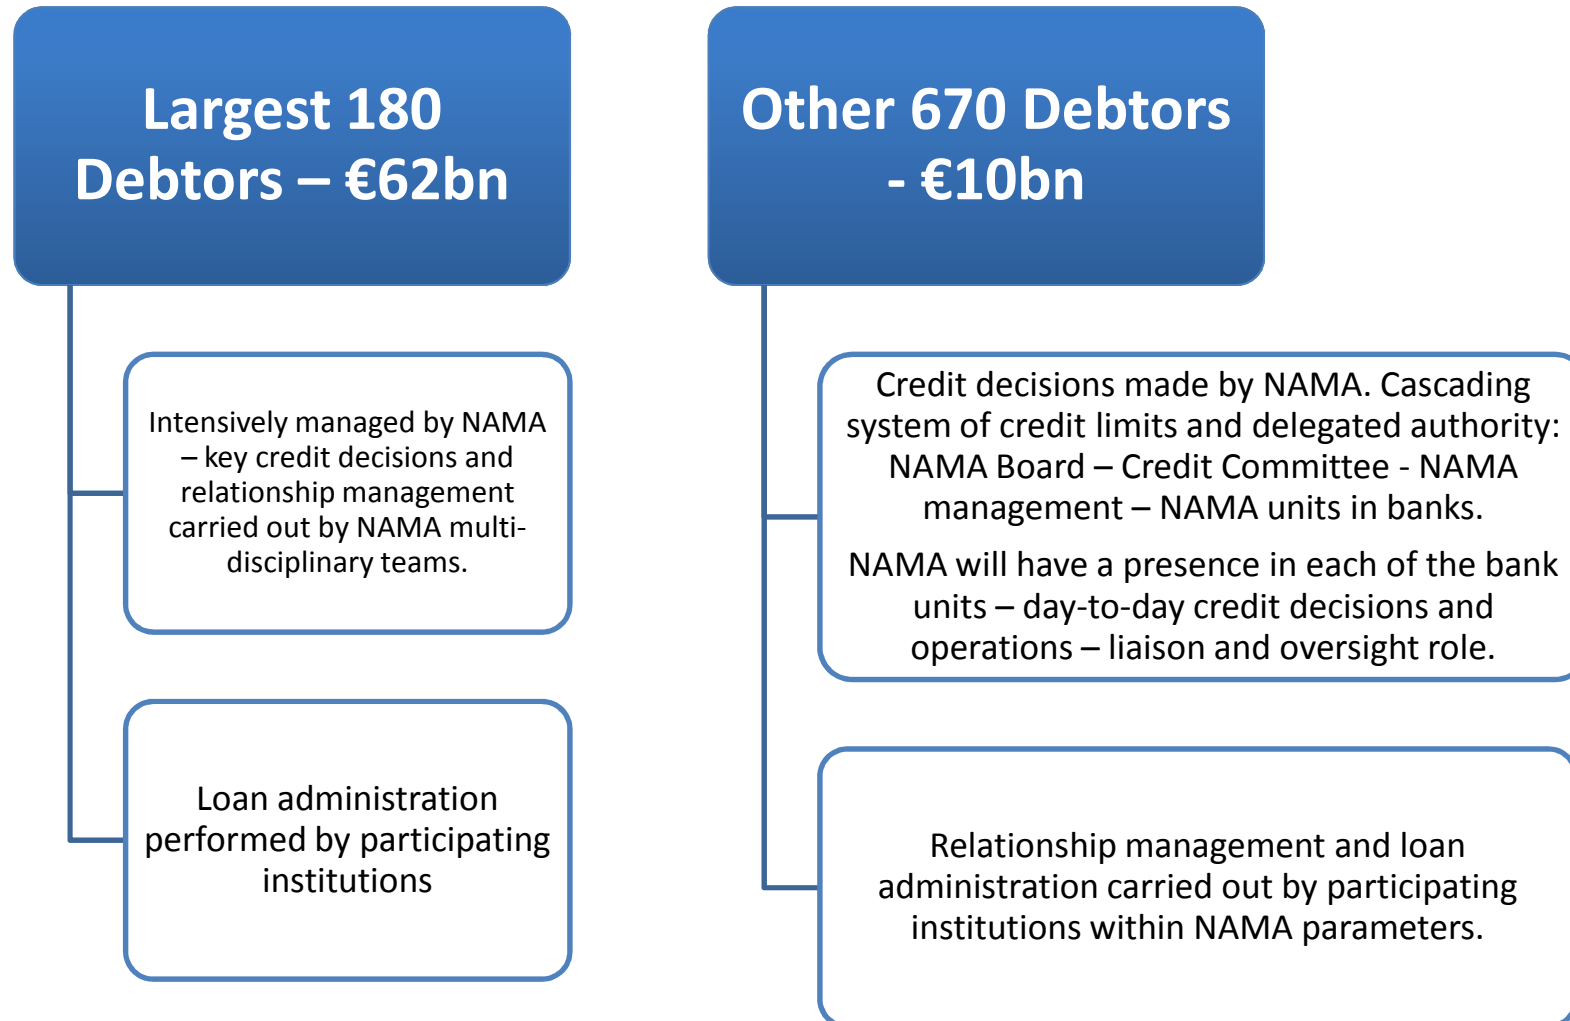 Largest 180
Debtors – €62bn
Intensively managed by NAMA
– key credit decisions and
relationship management
carried out by NAMA multi-
disciplinary teams.
Loan administration
performed by participating
institutions
Other 670 Debtors
- €10bn
Credit decisions made by NAMA. Cascading
system of credit limits and delegated authority:
NAMA Board – Credit Committee - NAMA
management – NAMA units in banks.
NAMA will have a presence in each of the bank
units – day-to-day credit decisions and
operations – liaison and oversight role.
Relationship management and loan
administration carried out by participating
institutions within NAMA parameters.